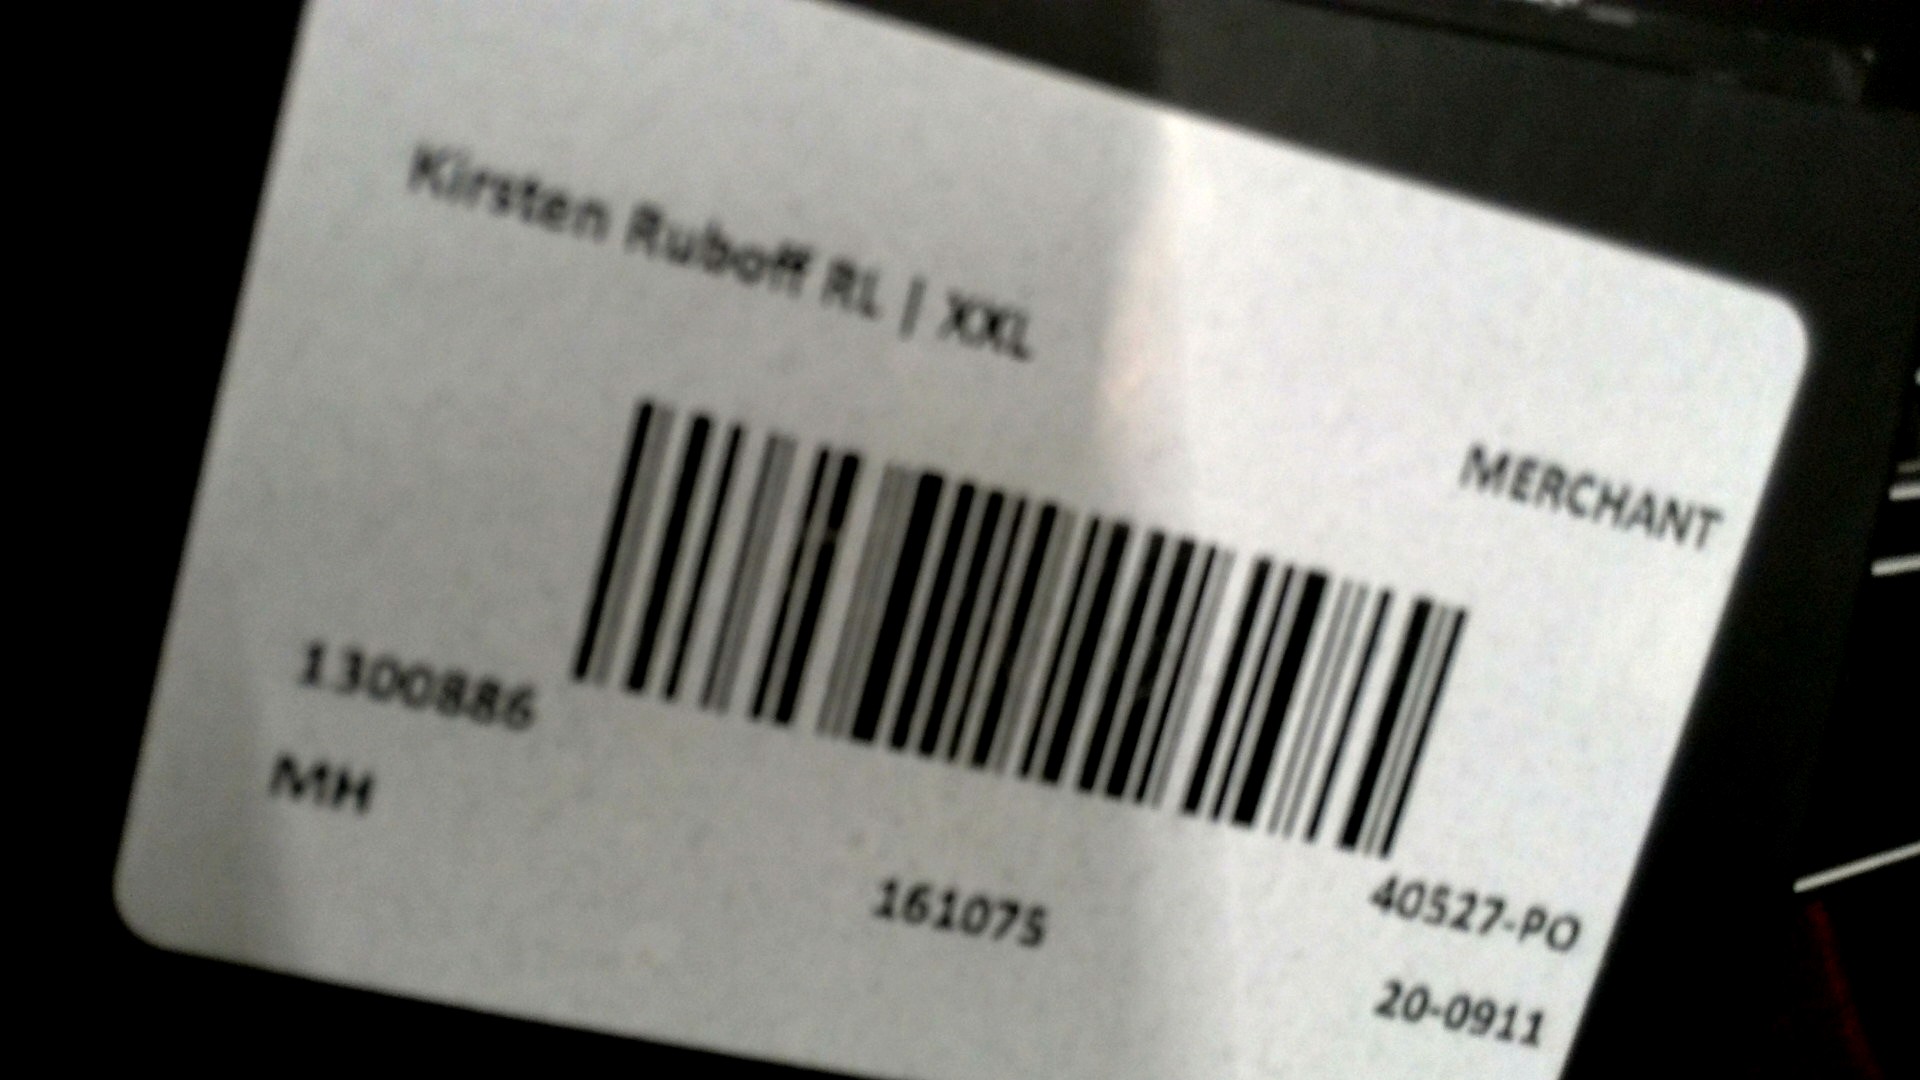 Kirsten Ruboff RL | XXL
MERCHANT
1300886
MH
161075
40527-PO
20-0911